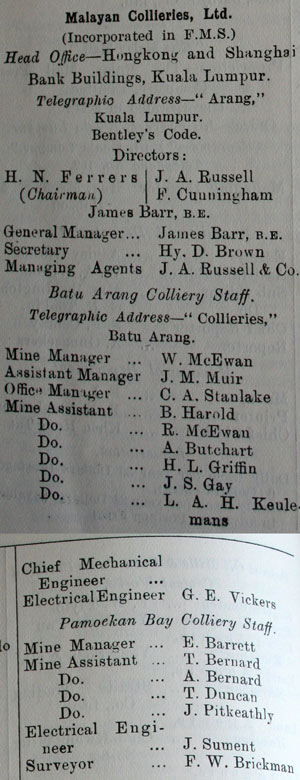 Malayan Collieries, Ltd.
(Incorporated in F.M.S.)
Head Office—Hongkong and Shanghai
Bank Buildings, Kuala Lumpur.
Telegraphic Address—"Arang,"
Kuala Lumpur.
Bentley's Code.
Directors:
H. N. Ferrers | J. A. Russell
(Chairman) | F. Cunningham
James Barr, B.E.
General Manager... James Barr, B.E.
Secretary ... Hy. D. Brown
Managing Agents J. A. Russell & Co.
Batu Arang Colliery Staff.
Telegraphic Address—"Collieries,"
Batu Arang.
Mine Manager ... W. McEwan
Assistant Manager J. M. Muir
Office Manager ... C. A. Stanlake
Mine Assistant ... B. Harold
Do. ... R. McEwan
Do. ... A. Butchart
Do. ... H. L. Griffin
Do. ... J. S. Gay
Do. ... L. A. H. Keule-
mans
Chief Mechanical
Engineer ...
Electrical Engineer G. E. Vickers
Pamoekan Bay Colliery Staff.
Mine Manager ... E. Barrett
Mine Assistant ... T. Bernard
Do. ... A. Bernard
Do. ... T. Duncan
Do. ... J. Pitkeathly
Electrical Engi-
neer ... J. Sument
Surveyor ... F. W. Brickman